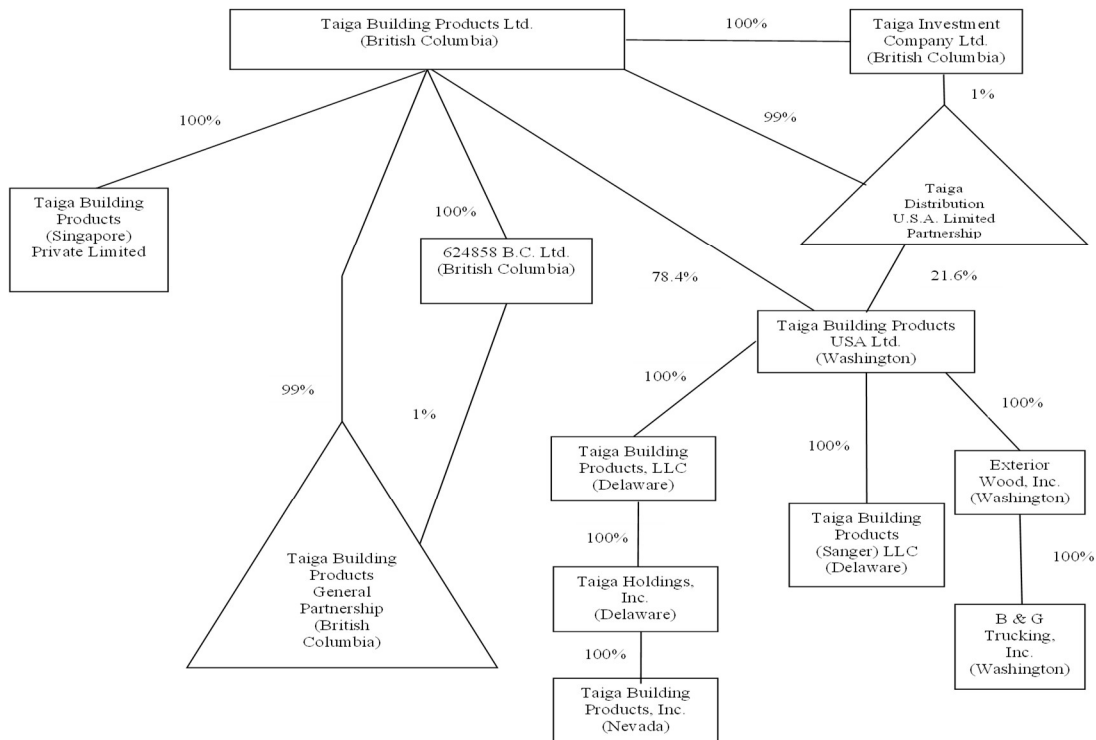 Taiga Building Products Ltd.
(British Columbia)
100%
Taiga Investment
Company Ltd.
(British Columbia)
1%
100%
99%
Taiga Building
Products
(Singapore)
Private Limited
Taiga
Distribution
U.S.A. Limited
Partnership
100%
624858 B.C. Ltd.
(British Columbia)
78.4%
21.6%
Taiga Building Products
USA Ltd.
(Washington)
99%
1%
100%
100%
100%
Taiga Building
Products, LLC
(Delaware)
Exterior
Wood, Inc.
(Washington)
Taiga Building
Products
(Sanger) LLC
(Delaware)
100%
100%
Taiga Building
Products
General
Partnership
(British
Columbia)
Taiga Holdings,
Inc.
(Delaware)
B & G
Trucking,
Inc.
(Washington)
100%
Taiga Building
Products, Inc.
(Nevada)